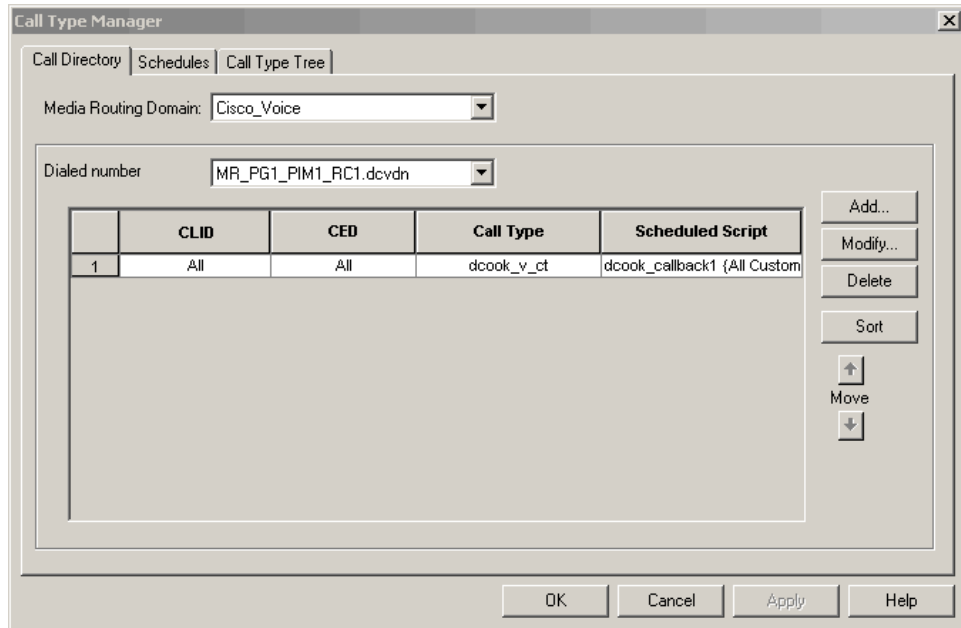 Call Type Manager
Call Directory Schedules Call Type Tree
Media Routing Domain: Cisco_Voice
Dialed number MR_PG1_PIM1_RC1.dcvdn
CLID CED Call Type Scheduled Script
1 All All dcook_v_ct dcook_callback1 {All Custom
Add...
Modify...
Delete
Sort
Move
OK Cancel Apply Help